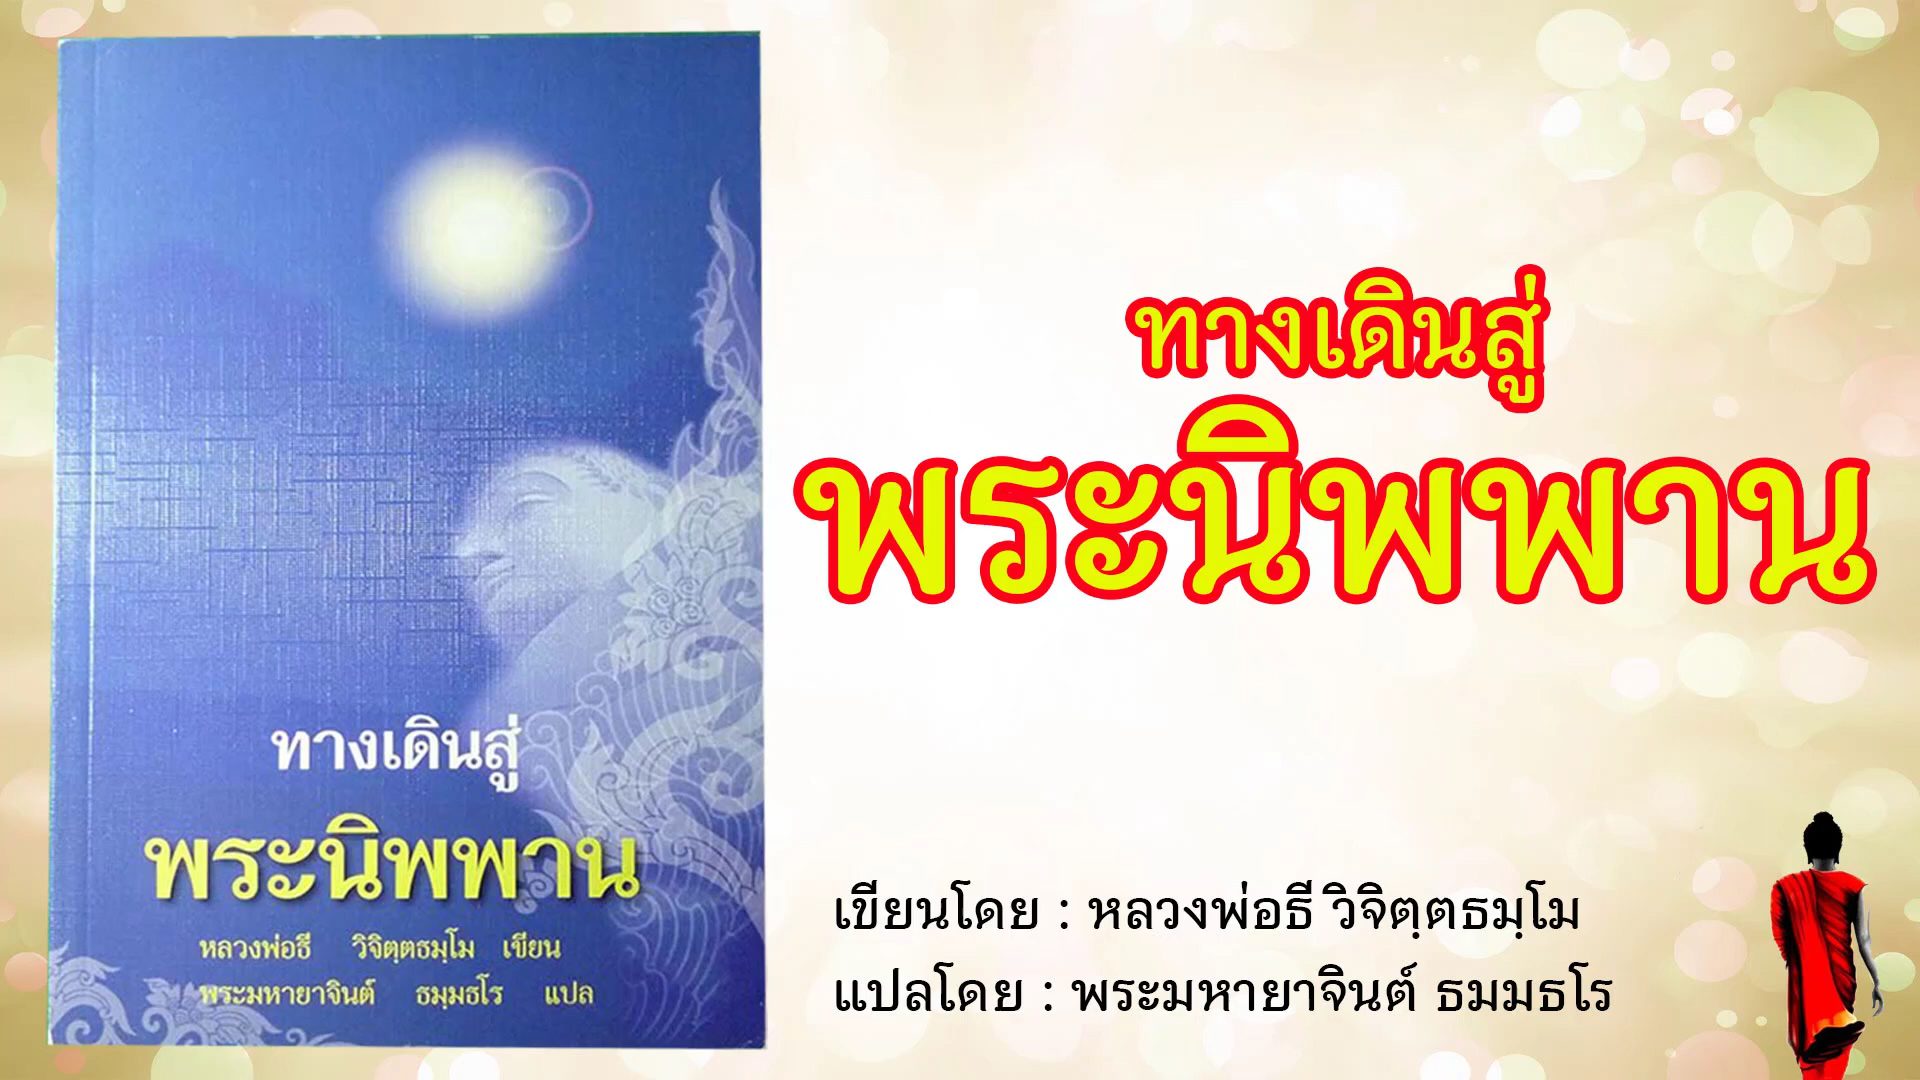 ทางเดินสู่
พระนิพพาน
หลวงพ่อธี วิจิตฺตธมฺโม เขียน
พระมหายาจินต์ ธมฺมธโร แปล
ทางเดินสู่
พระนิพพาน
เขียนโดย : หลวงพ่อธี วิจิตฺตธมฺโม
แปลโดย : พระมหายาจินต์ ธมมธโร